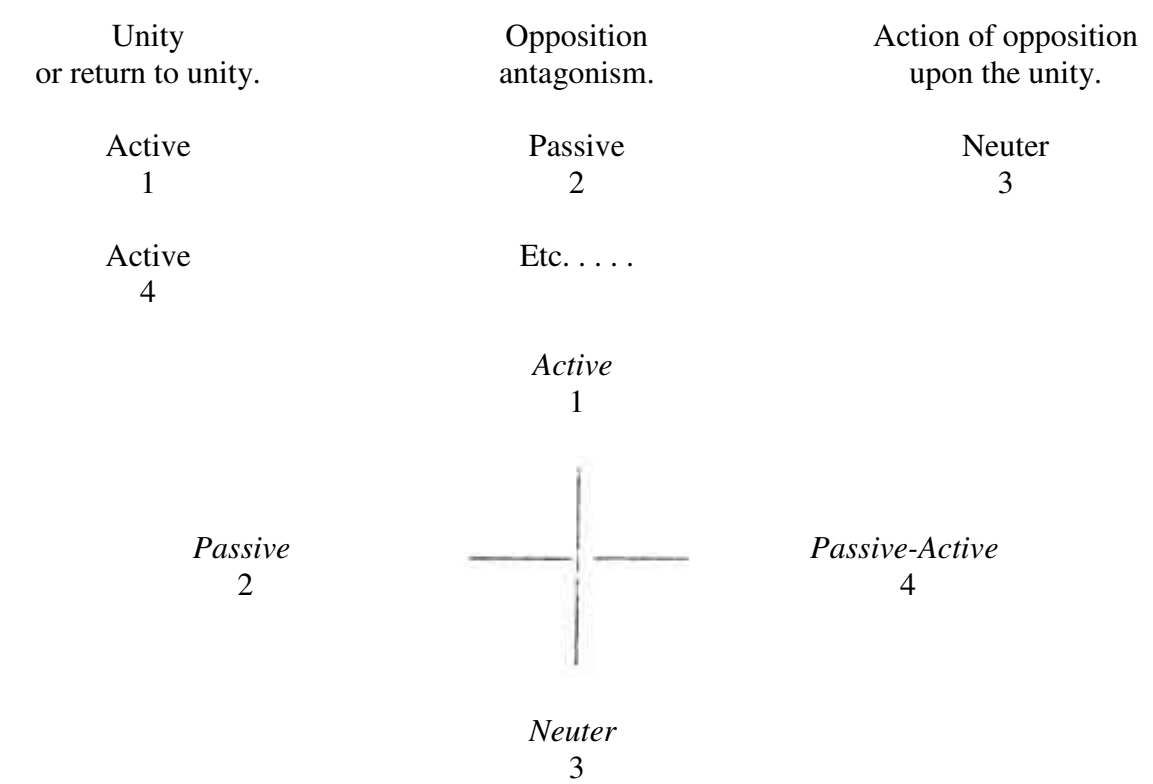 Unity
or return to unity.
Opposition
antagonism.
Action of opposition
upon the unity.
Active
1
Passive
2
Neuter
3
Active
4
Etc. . . . .
Active
1
Passive
2
Passive-Active
4
Neuter
3